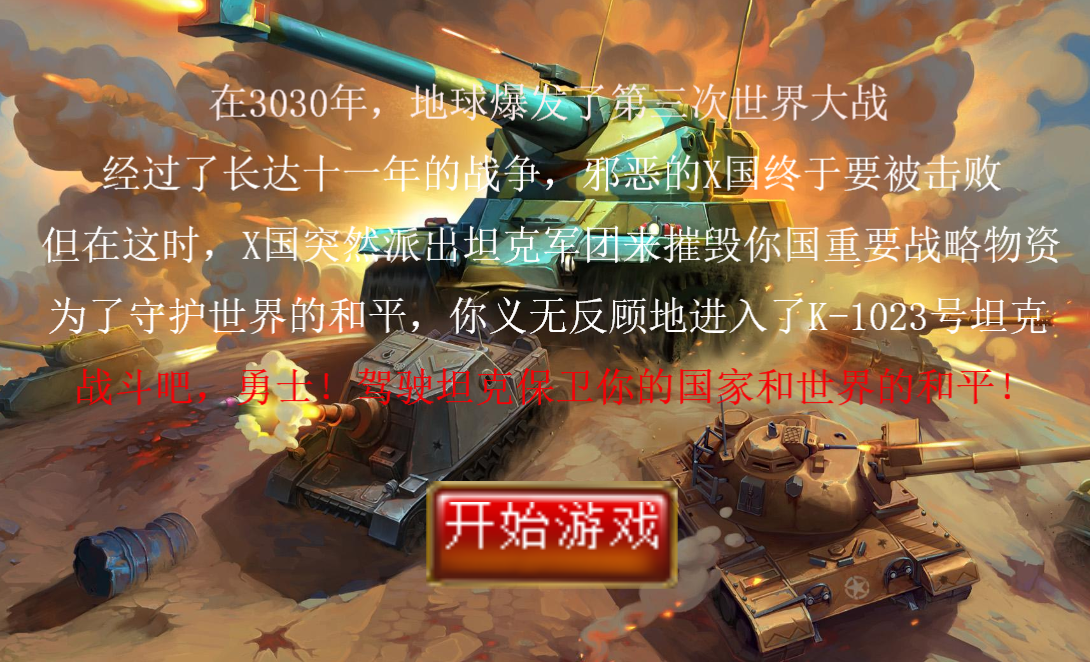 在3030年，地球爆发了第三次世界大战
经过了长达十一年的战争，邪恶的X国终于要被击败
但在这时，X国突然派出坦克军团来摧毁你国重要战略物资
为了守护世界的和平，你义无反顾地进入了K-1023号坦克
战斗吧，勇士！驾驶坦克保卫你的国家和世界的和平！
开始游戏